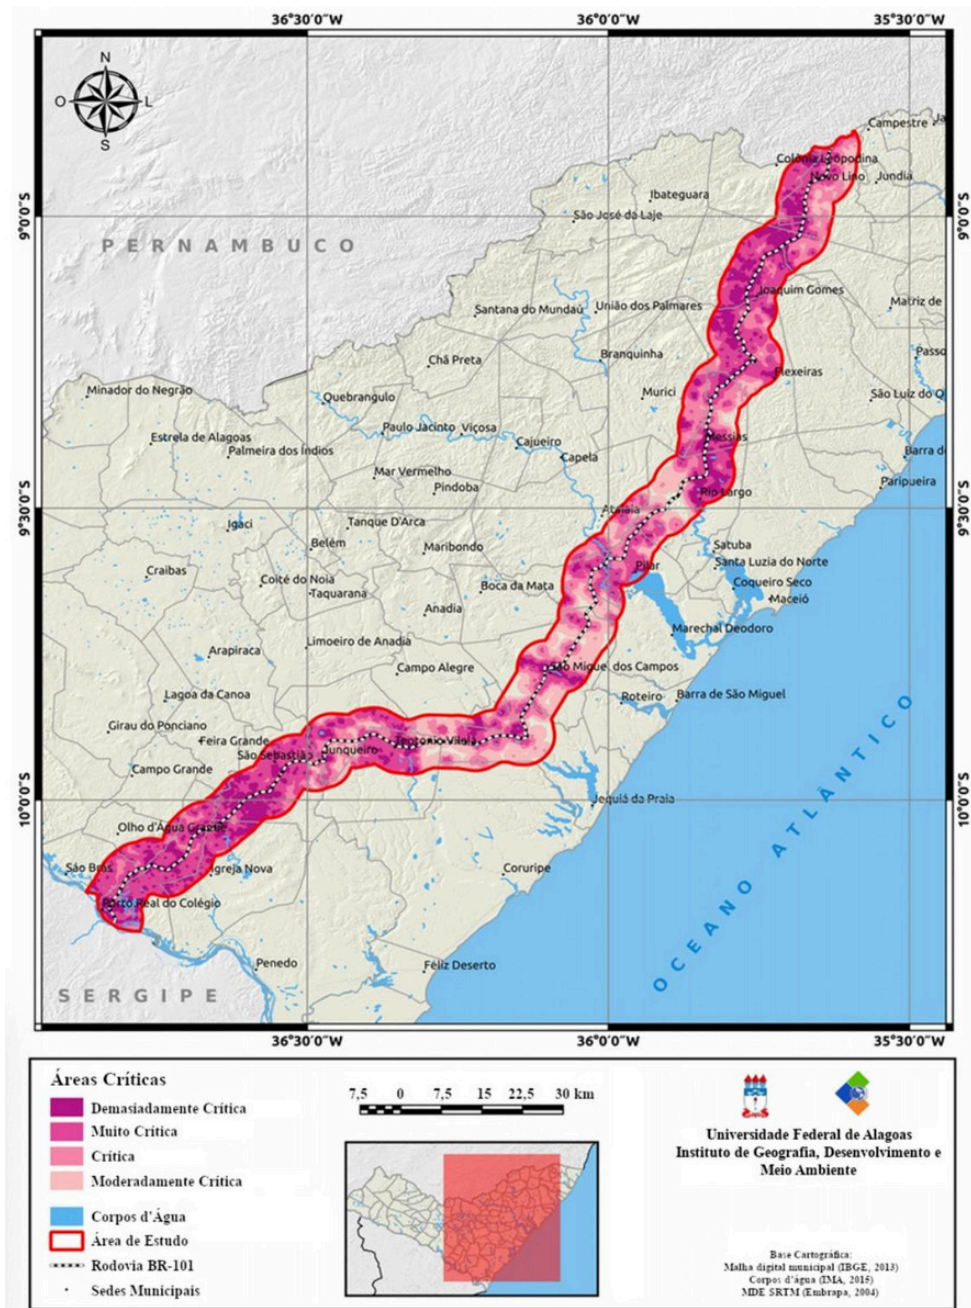 36°30'0"W 36°0'0"W 35°30'0"W
N
O L
S
Campestre
Colônia Leopodina
Novo Lino Jundia
Ibateguara
São José da Laje
9°0'0"S 9°0'0"S
PERNAMBUCO
Joaquim Gomes
Santana do Mundaú União dos Palmares Matriz de
Chã Preta Branquinha Passo
Flexeiras
Minador do Negrão Quebrangulo Murici São Luiz do Q
Paulo Jacinto Viçosa
Estrela de Alagoas Cajueiro Messias
Palmeira dos Índios Capela Barra d
Mar Vermelho
Pindoba Rio Largo Paripueira
Atalaia
9°30'0"S 9°30'0"S
Igaci Tanque D'Arca
Belém Maribondo Satuba
Santa Luzia do Norte
Craibas Coité do Noia Boca da Mata Pilar Coqueiro Seco
Taquarana Maceió
Anadia
Marechal Deodoro
Arapiraca Limoeiro de Anadia
Campo Alegre São Miguel dos Campos
Lagoa da Canoa Roteiro Barra de São Miguel
Girau do Ponciano
Feira Grande Junqueiro Teotonio Vilela
São Sebastião
Campo Grande
10°0'0"S 10°0'0"S
Jequiá da Praia
Olho d'Água Grande
São Brás Igreja Nova Coruripe
Porto Real do Colégio
OCEANO ATLÂNTICO
Penedo Féliz Deserto
SERGIPE
36°30'0"W 36°0'0"W 35°30'0"W
Áreas Críticas
Demasiadamente Crítica
Muito Crítica
Crítica
Moderadamente Crítica
Corpos d'Água
Área de Estudo
Rodovia BR-101
Sedes Municipais
7,5 0 7,5 15 22,5 30 km
Universidade Federal de Alagoas
Instituto de Geografia, Desenvolvimento e
Meio Ambiente
Base Cartográfica:
Malha digital municipal (IBGE, 2013)
Corpos d'água (IMA, 2015)
MDE SRTM (Embrapa, 2004)